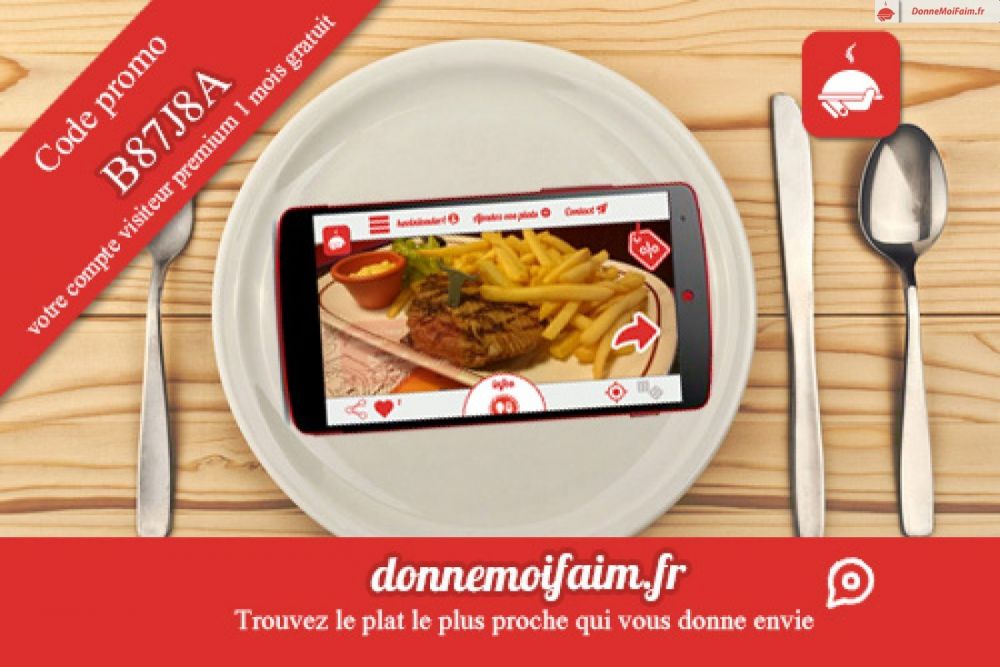 DonneMoiFaim.fr
Code promo
B87J8A
votre compte visiteur premium 1 mois gratuit
Ajoutez vos plats
Contact
%
infos
donnemoifaim.fr
Trouvez le plat le plus proche qui vous donne envie